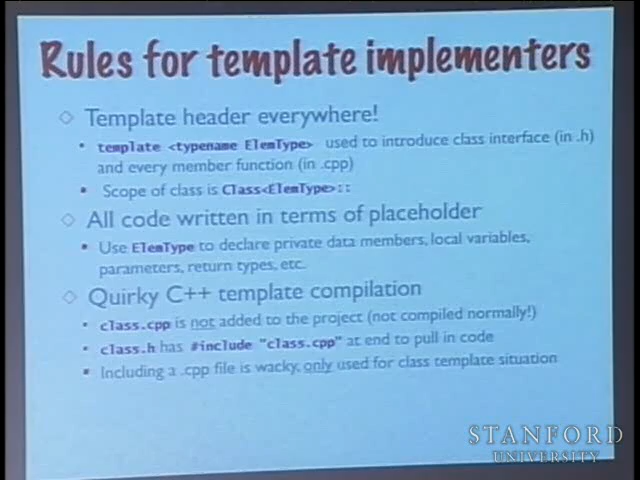 Rules for template implementers
Template header everywhere!
template <typename ElemType> used to introduce class interface (in .h)
and every member function (in .cpp)
Scope of class is Class<ElemType>::
All code written in terms of placeholder
Use ElemType to declare private data members, local variables,
parameters, return types, etc.
Quirky C++ template compilation
class.cpp is not added to the project (not compiled normally!)
class.h has #include "class.cpp" at end to pull in code
Including a .cpp file is wacky, only used for class template situation
STANFORD
UNIVERSITY